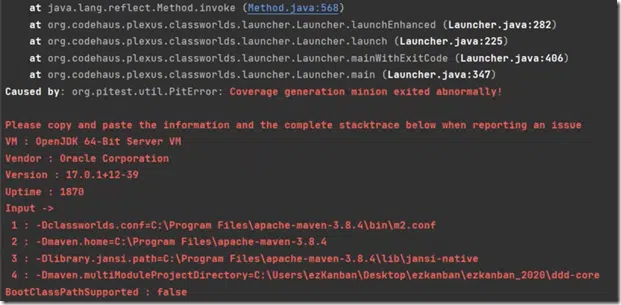 at java.lang.reflect.Method.invoke (Method.java:568)
at org.codehaus.plexus.classworlds.launcher.Launcher.launchEnhanced (Launcher.java:282)
at org.codehaus.plexus.classworlds.launcher.Launcher.launch (Launcher.java:225)
at org.codehaus.plexus.classworlds.launcher.Launcher.mainWithExitCode (Launcher.java:406)
at org.codehaus.plexus.classworlds.launcher.Launcher.main (Launcher.java:347)
Caused by: org.pitest.util.PitError: Coverage generation minion exited abnormally!
Please copy and paste the information and the complete stacktrace below when reporting an issue
VM : OpenJDK 64-Bit Server VM
Vendor : Oracle Corporation
Version : 17.0.1+12-39
Uptime : 1870
Input ->
1 : -Dclassworlds.conf=C:\Program Files\apache-maven-3.8.4\bin\m2.conf
2 : -Dmaven.home=C:\Program Files\apache-maven-3.8.4
3 : -Dlibrary.jansi.path=C:\Program Files\apache-maven-3.8.4\lib\jansi-native
4 : -Dmaven.multiModuleProjectDirectory=C:\Users\ezKanban\Desktop\ezkanban\ezkanban_2020\ddd-core
BootClassPathSupported : false